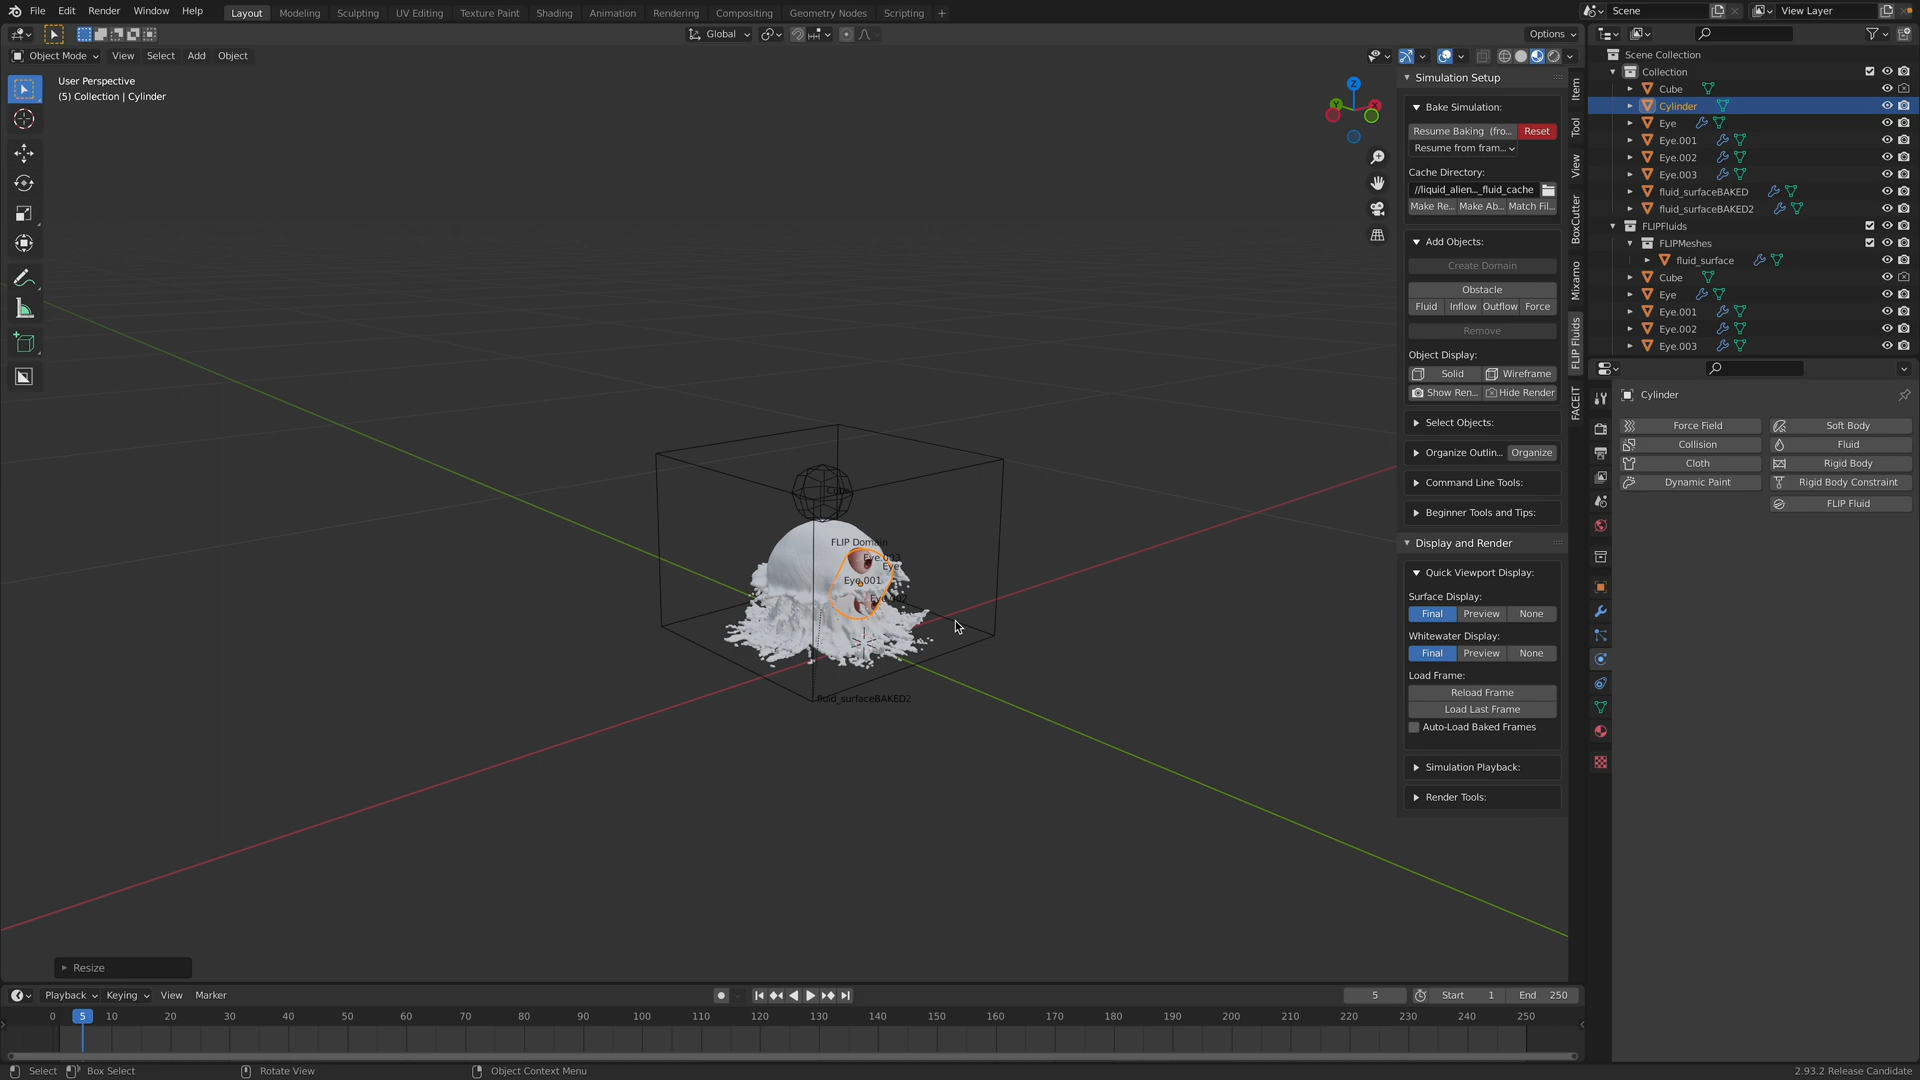 File Edit Render Window Help
Layout Modeling Sculpting UV Editing Texture Paint Shading Animation Rendering Compositing Geometry Nodes Scripting +
Scene View Layer
Global Options
Object Mode View Select Add Object
User Perspective
(5) Collection | Cylinder
Z
Y
X
Cube
FLIP Domain
Eye.003
Eye
Eye.001
fluid_surfaceBAKED2
Resize
Simulation Setup
Bake Simulation:
Resume Baking (fro... Reset
Resume from fram...
Cache Directory:
//liquid_alien..._fluid_cache
Make Re... Make Ab... Match Fil...
Add Objects:
Create Domain
Obstacle
Fluid Inflow Outflow Force
Remove
Object Display:
Solid Wireframe
Show Ren... Hide Render
Select Objects:
Organize Outlin... Organize
Command Line Tools:
Beginner Tools and Tips:
Display and Render
Quick Viewport Display:
Surface Display:
Final Preview None
Whitewater Display:
Final Preview None
Load Frame:
Reload Frame
Load Last Frame
Auto-Load Baked Frames
Simulation Playback:
Render Tools:
Item
Tool
View
BoxCutter
Mixamo
FLIP Fluids
FACEIT
Scene Collection
Collection
Cube
Cylinder
Eye
Eye.001
Eye.002
Eye.003
fluid_surfaceBAKED
fluid_surfaceBAKED2
FLIPFluids
FLIPMeshes
fluid_surface
Cube
Eye
Eye.001
Eye.002
Eye.003
Cylinder
Force Field Soft Body
Collision Fluid
Cloth Rigid Body
Dynamic Paint Rigid Body Constraint
FLIP Fluid
Playback Keying View Marker
5 Start 1 End 250
0 5 10 20 30 40 50 60 70 80 90 100 110 120 130 140 150 160 170 180 190 200 210 220 230 240 250
Select Box Select Rotate View Object Context Menu
2.93.2 Release Candidate